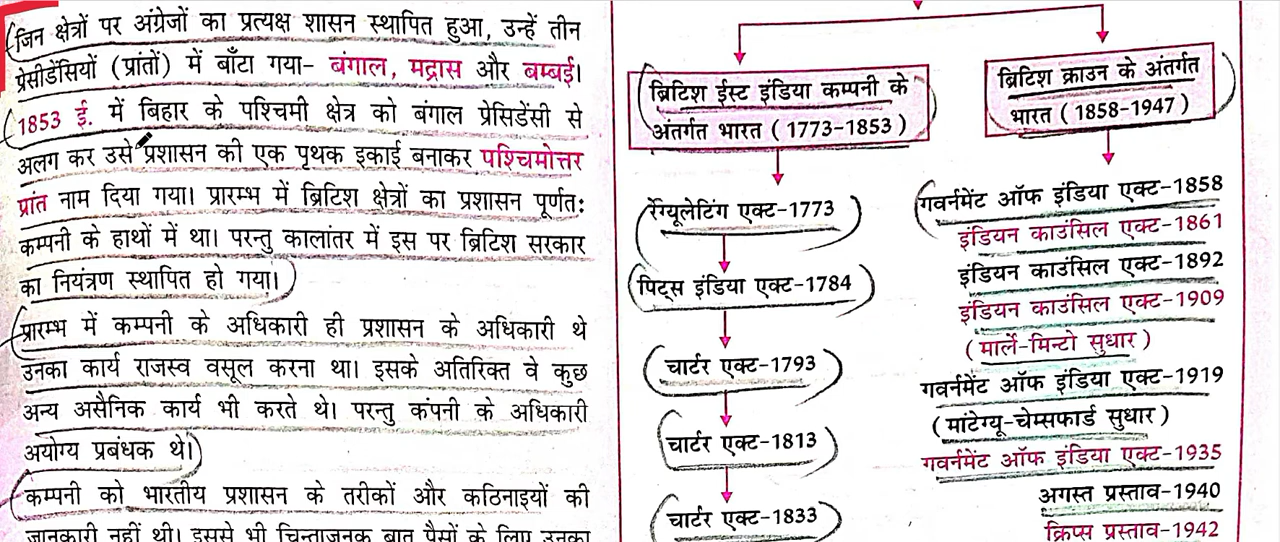 जिन क्षेत्रों पर अंग्रेजों का प्रत्यक्ष शासन स्थापित हुआ, उन्हें तीन
प्रेसीडेंसियों (प्रांतों) में बाँटा गया- बंगाल, मद्रास और बम्बई।
1853 ई. में बिहार के पश्चिमी क्षेत्र को बंगाल प्रेसिडेंसी से
अलग कर उसे प्रशासन की एक पृथक इकाई बनाकर पश्चिमोत्तर
प्रांत नाम दिया गया। प्रारम्भ में ब्रिटिश क्षेत्रों का प्रशासन पूर्णतः
कम्पनी के हाथों में था। परन्तु कालांतर में इस पर ब्रिटिश सरकार
का नियंत्रण स्थापित हो गया।
प्रारम्भ में कम्पनी के अधिकारी ही प्रशासन के अधिकारी थे
उनका कार्य राजस्व वसूल करना था। इसके अतिरिक्त वे कुछ
अन्य असैनिक कार्य भी करते थे। परन्तु कंपनी के अधिकारी
अयोग्य प्रबंधक थे।
कम्पनी को भारतीय प्रशासन के तरीकों और कठिनाइयों की
जानकारी नहीं थी। इससे भी चिन्ताजनक बात पैसों के लिए उनका
ब्रिटिश ईस्ट इंडिया कम्पनी के
अंतर्गत भारत (1773-1853)
रेग्यूलेटिंग एक्ट-1773
पिट्स इंडिया एक्ट-1784
चार्टर एक्ट-1793
चार्टर एक्ट-1813
चार्टर एक्ट-1833
ब्रिटिश क्राउन के अंतर्गत
भारत (1858-1947)
गवर्नमेंट ऑफ इंडिया एक्ट-1858
इंडियन काउंसिल एक्ट-1861
इंडियन काउंसिल एक्ट-1892
इंडियन काउंसिल एक्ट-1909
(मार्ले-मिन्टो सुधार)
गवर्नमेंट ऑफ इंडिया एक्ट-1919
(मांटेग्यू-चेम्सफार्ड सुधार)
गवर्नमेंट ऑफ इंडिया एक्ट-1935
अगस्त प्रस्ताव-1940
क्रिप्स प्रस्ताव-1942